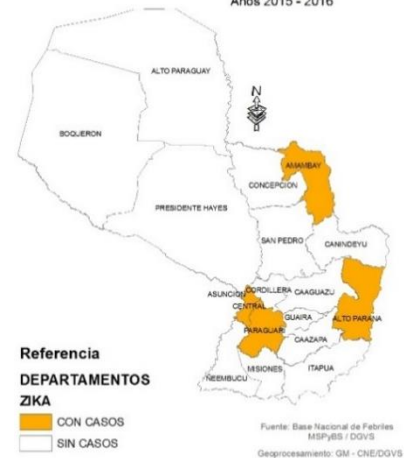 Años 2015 - 2016
ALTO PARAGUAY
N
BOQUERON
AMAMBAY
CONCEPCION
PRESIDENTE HAYES
SAN PEDRO
CANINDEYU
ASUNCION
CORDILLERA
CAAGUAZU
CENTRAL
GUAIRA
ALTO PARANA
PARAGUARI
CAAZAPA
MISIONES
ITAPUA
ÑEEMBUCU
Referencia
DEPARTAMENTOS
ZIKA
CON CASOS
SIN CASOS
Fuente: Base Nacional de Febriles
MSPyBS / DGVS
Geoprocesamiento: GM - CNE/DGVS